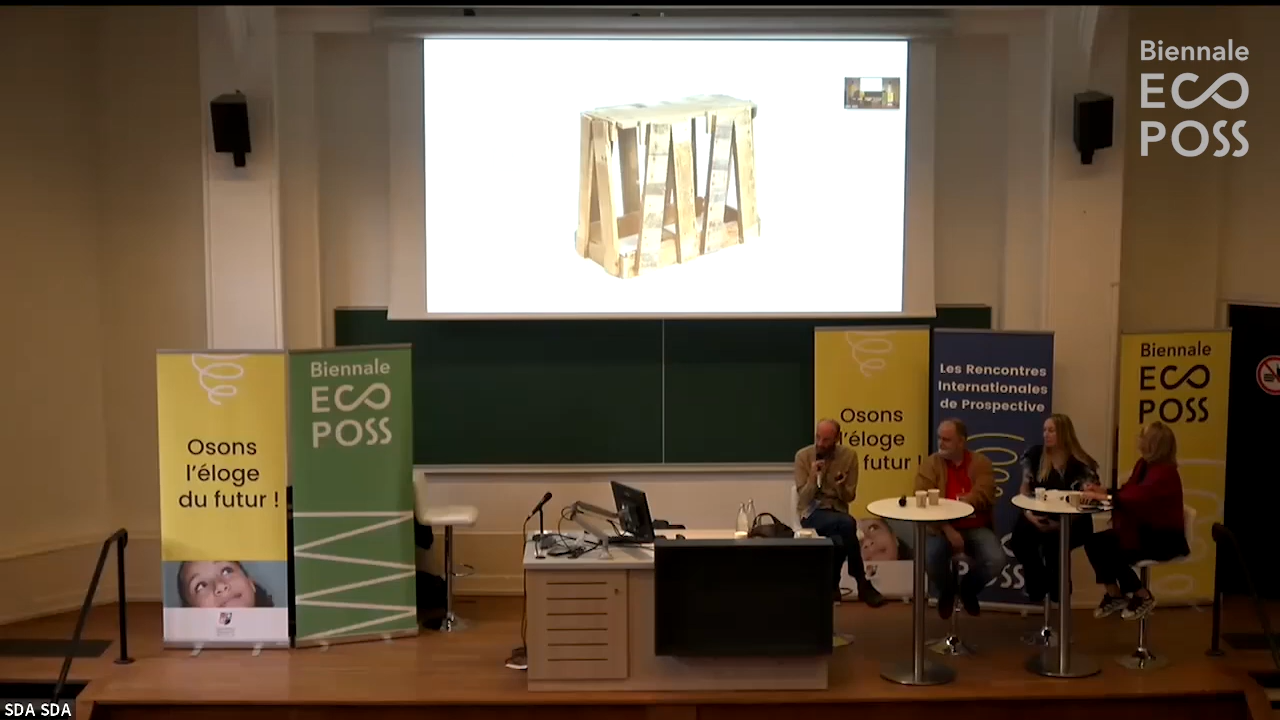 Biennale
ECO
POSS
Osons
l'éloge
du futur !
Biennale
ECO
POSS
Osons
l'éloge
futur !
Les Rencontres
Internationales
de Prospective
Biennale
ECO
POSS
SDA SDA